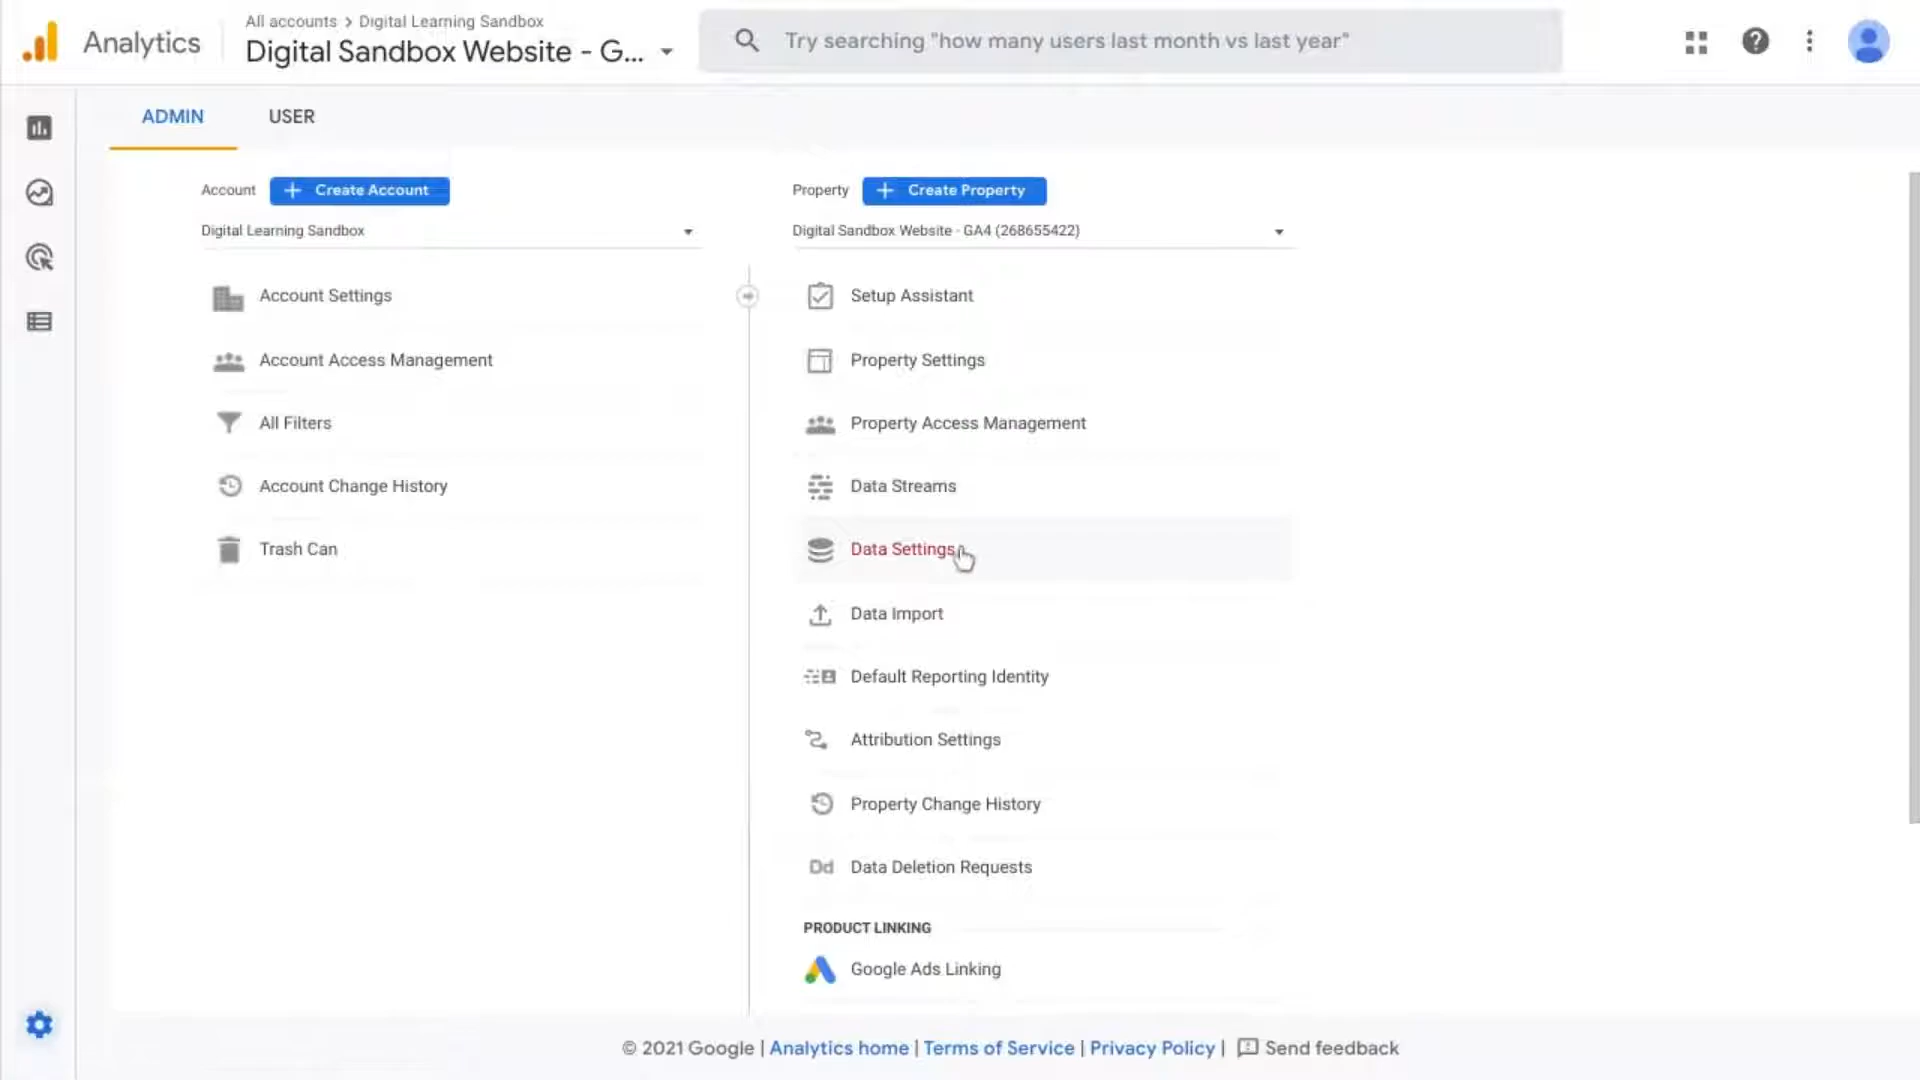 Analytics
All accounts > Digital Learning Sandbox
Digital Sandbox Website - G...
Try searching "how many users last month vs last year"
ADMIN
USER
Account
+ Create Account
Digital Learning Sandbox
Account Settings
Account Access Management
All Filters
Account Change History
Trash Can
Property
+ Create Property
Digital Sandbox Website - GA4 (268655422)
Setup Assistant
Property Settings
Property Access Management
Data Streams
Data Settings
Data Import
Default Reporting Identity
Attribution Settings
Property Change History
Dd Data Deletion Requests
PRODUCT LINKING
Google Ads Linking
© 2021 Google | Analytics home | Terms of Service | Privacy Policy | Send feedback